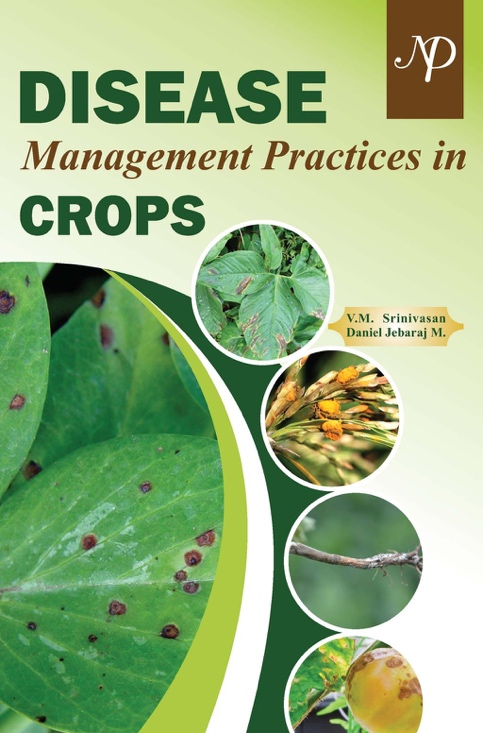 NP
DISEASE
Management Practices in
CROPS
V.M. Srinivasan
Daniel Jebaraj M.